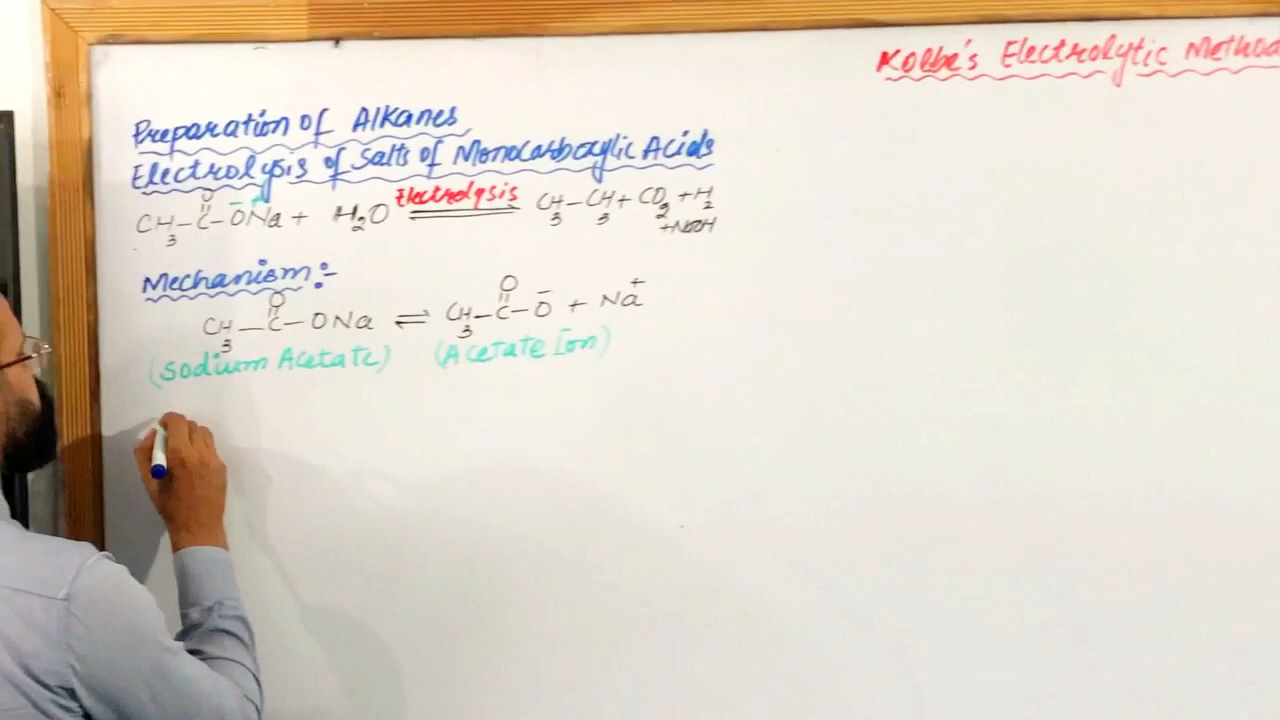 Kolbe's Electrolytic Method
Preparation of Alkanes
Electrolysis of Salts of Monocarboxylic Acids
O
CH3–C–O⁻Na⁺ + H2O Electrolysis ⇌ CH3–CH3 + CO2 + H2
+NaOH
Mechanism:-
O O
CH3–C–ONa ⇌ CH3–C–O⁻ + Na⁺
(Sodium Acetate) (Acetate Ion)